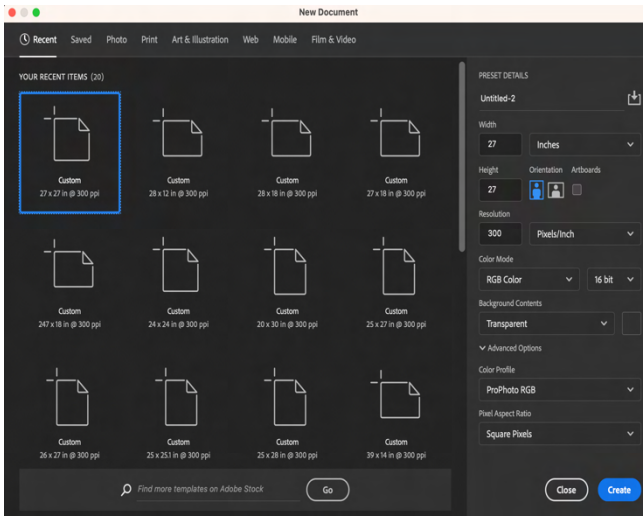 New Document
Recent Saved Photo Print Art & Illustration Web Mobile Film & Video
YOUR RECENT ITEMS (20)
Custom
27 x 27 in @ 300 ppi
Custom
28 x 12 in @ 300 ppi
Custom
28 x 18 in @ 300 ppi
Custom
27 x 18 in @ 300 ppi
Custom
247 x 18 in @ 300 ppi
Custom
24 x 24 in @ 300 ppi
Custom
20 x 30 in @ 300 ppi
Custom
25 x 27 in @ 300 ppi
Custom
26 x 27 in @ 300 ppi
Custom
25 x 25.1 in @ 300 ppi
Custom
25 x 28 in @ 300 ppi
Custom
39 x 14 in @ 300 ppi
Find more templates on Adobe Stock Go
PRESET DETAILS
Untitled-2
Width
27 Inches
Height Orientation Artboards
27
Resolution
300 Pixels/Inch
Color Mode
RGB Color 16 bit
Background Contents
Transparent
Advanced Options
Color Profile
ProPhoto RGB
Pixel Aspect Ratio
Square Pixels
Close Create